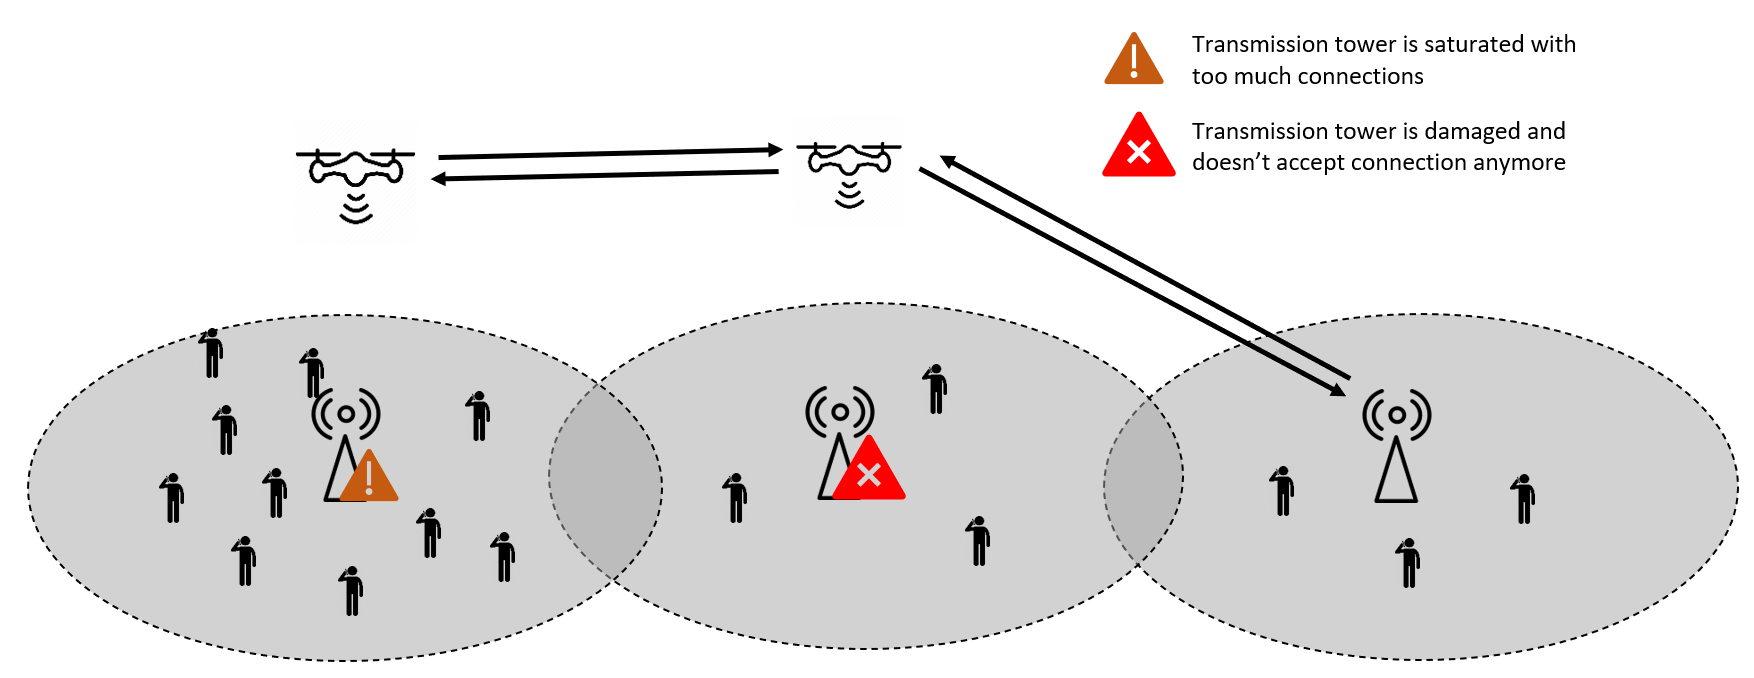 Transmission tower is saturated with
too much connections
Transmission tower is damaged and
doesn’t accept connection anymore